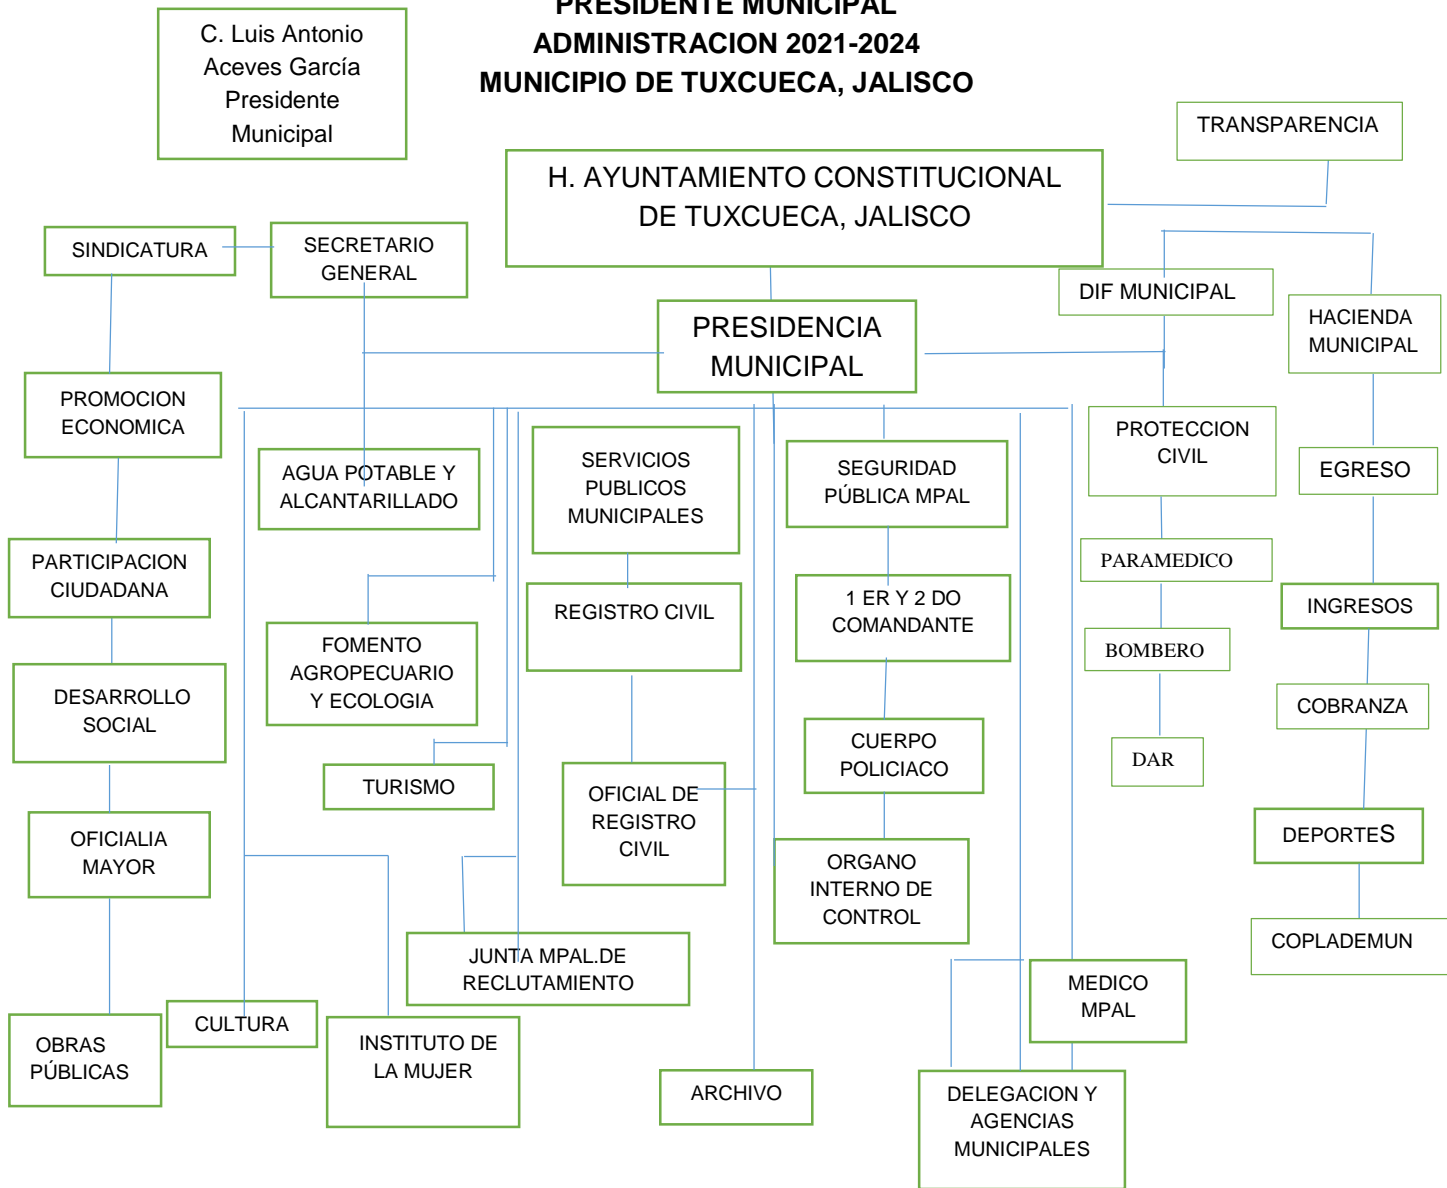 PRESIDENTE MUNICIPAL
ADMINISTRACION 2021-2024
MUNICIPIO DE TUXCUECA, JALISCO
C. Luis Antonio
Aceves García
Presidente
Municipal
TRANSPARENCIA
H. AYUNTAMIENTO CONSTITUCIONAL
DE TUXCUECA, JALISCO
SINDICATURA
SECRETARIO
GENERAL
DIF MUNICIPAL
HACIENDA
MUNICIPAL
PRESIDENCIA
MUNICIPAL
PROMOCION
ECONOMICA
AGUA POTABLE Y
ALCANTARILLADO
SERVICIOS
PUBLICOS
MUNICIPALES
SEGURIDAD
PÚBLICA MPAL
PROTECCION
CIVIL
EGRESO
PARTICIPACION
CIUDADANA
FOMENTO
AGROPECUARIO
Y ECOLOGIA
REGISTRO CIVIL
1 ER Y 2 DO
COMANDANTE
PARAMEDICO
INGRESOS
BOMBERO
DESARROLLO
SOCIAL
TURISMO
OFICIAL DE
REGISTRO
CIVIL
CUERPO
POLICIACO
DAR
COBRANZA
OFICIALIA
MAYOR
ORGANO
INTERNO DE
CONTROL
DEPORTES
JUNTA MPAL.DE
RECLUTAMIENTO
COPLADEMUN
MEDICO
MPAL
OBRAS
PÚBLICAS
CULTURA
INSTITUTO DE
LA MUJER
ARCHIVO
DELEGACION Y
AGENCIAS
MUNICIPALES